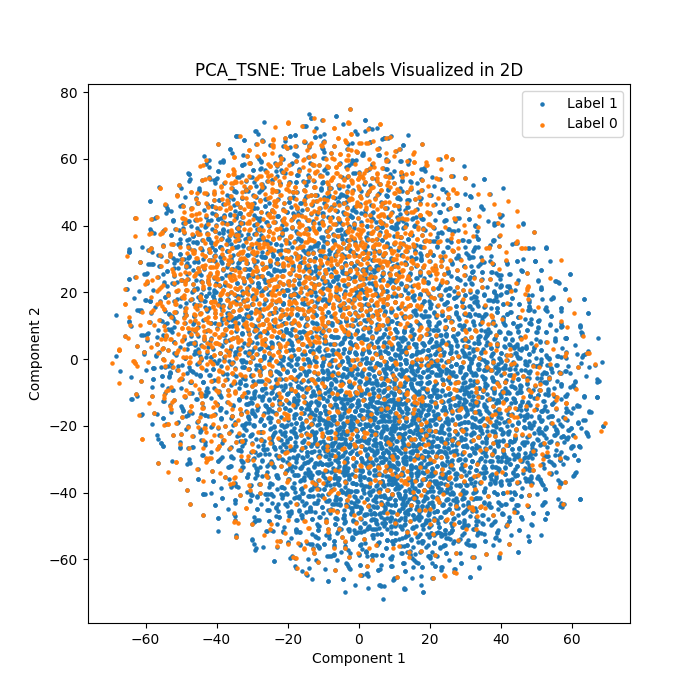 PCA_TSNE: True Labels Visualized in 2D
Label 1
Label 0
80
60
40
20
0
−20
−40
−60
Component 2
−60 −40 −20 0 20 40 60
Component 1